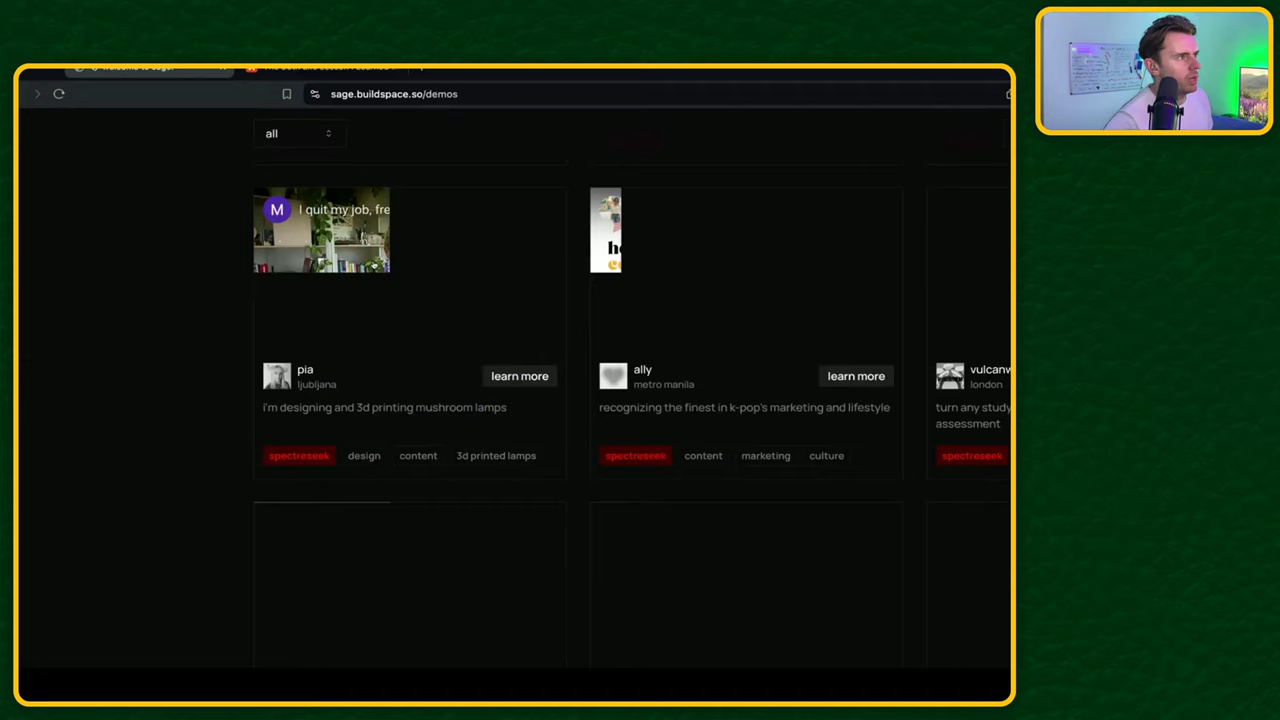 sage.buildspace.so/demos
all
M I quit my job, fre
pia
ljubljana
learn more
i'm designing and 3d printing mushroom lamps
spectreseek design content 3d printed lamps
ally
metro manila
learn more
recognizing the finest in k-pop's marketing and lifestyle
spectreseek content marketing culture
vulcanv
london
turn any study
assessment
spectreseek